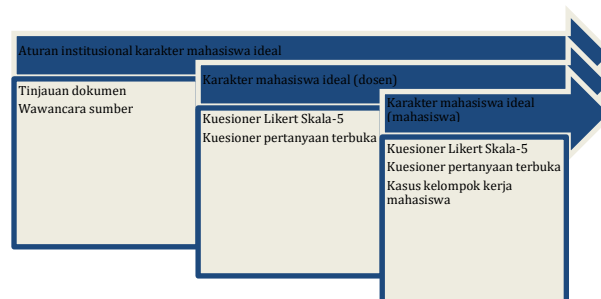 Aturan institusional karakter mahasiswa ideal
Tinjauan dokumen
Wawancara sumber
Karakter mahasiswa ideal (dosen)
Kuesioner Likert Skala-5
Kuesioner pertanyaan terbuka
Karakter mahasiswa ideal
(mahasiswa)
Kuesioner Likert Skala-5
Kuesioner pertanyaan terbuka
Kasus kelompok kerja
mahasiswa